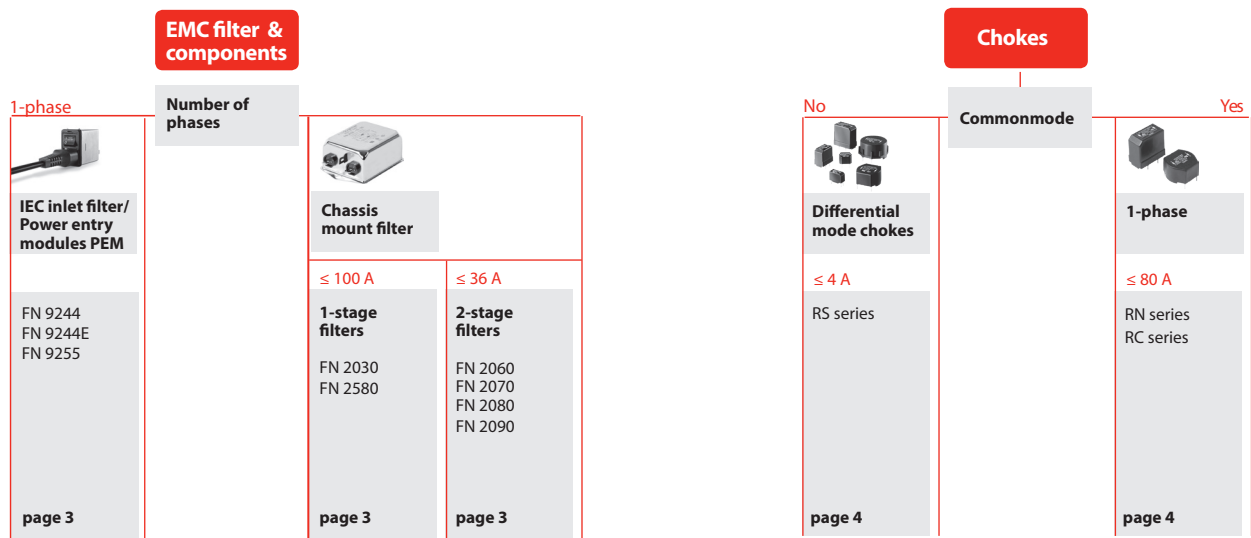 EMC filter &
components
1-phase
Number of
phases
IEC inlet filter/
Power entry
modules PEM
Chassis
mount filter
≤ 100 A
≤ 36 A
FN 9244
FN 9244E
FN 9255
1-stage
filters
FN 2030
FN 2580
2-stage
filters
FN 2060
FN 2070
FN 2080
FN 2090
page 3
page 3
page 3
Chokes
No
Commonmode
Yes
Differential
mode chokes
1-phase
≤ 4 A
≤ 80 A
RS series
RN series
RC series
page 4
page 4